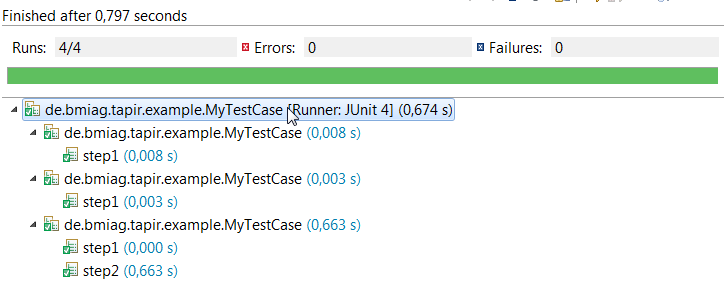 Finished after 0,797 seconds
Runs: 4/4 Errors: 0 Failures: 0
de.bmiag.tapir.example.MyTestCase [Runner: JUnit 4] (0,674 s)
de.bmiag.tapir.example.MyTestCase (0,008 s)
step1 (0,008 s)
de.bmiag.tapir.example.MyTestCase (0,003 s)
step1 (0,003 s)
de.bmiag.tapir.example.MyTestCase (0,663 s)
step1 (0,000 s)
step2 (0,663 s)